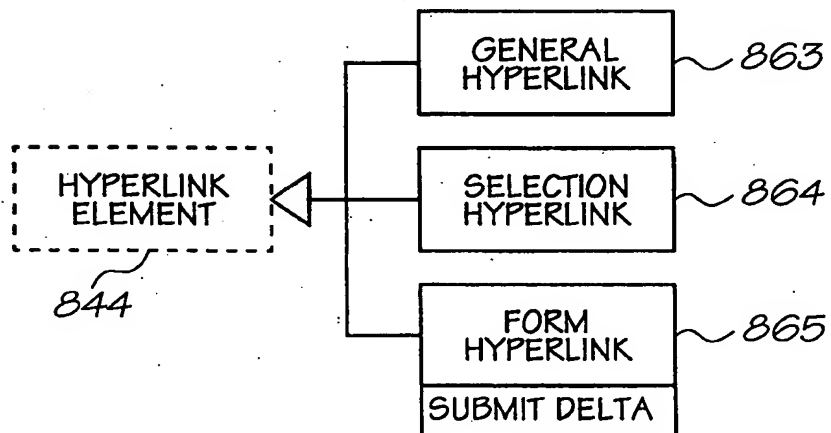 GENERAL
HYPERLINK
863
HYPERLINK
ELEMENT
844
SELECTION
HYPERLINK
864
FORM
HYPERLINK
865
SUBMIT DELTA